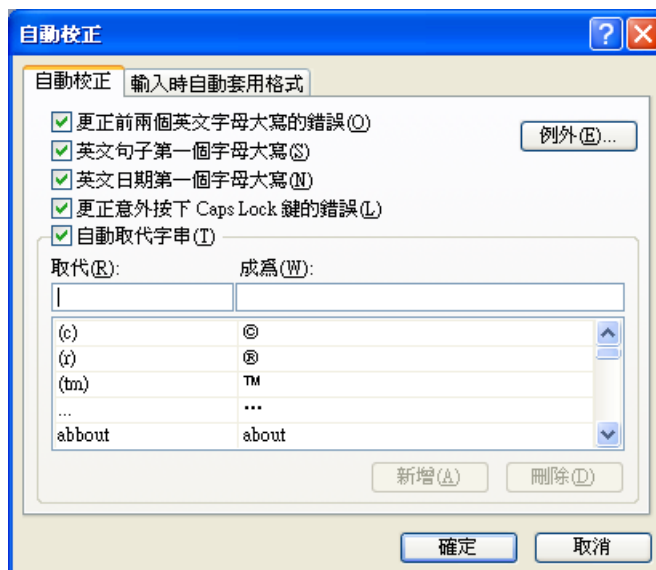 自動校正
自動校正 輸入時自動套用格式
更正前兩個英文字母大寫的錯誤(O)
例外(E)...
英文句子第一個字母大寫(S)
英文日期第一個字母大寫(N)
更正意外按下 Caps Lock 鍵的錯誤(L)
自動取代字串(T)
取代(R): 成爲(W):
(c) ©
(r) ®
(tm) ™
... …
abbout about
新增(A) 刪除(D)
確定 取消